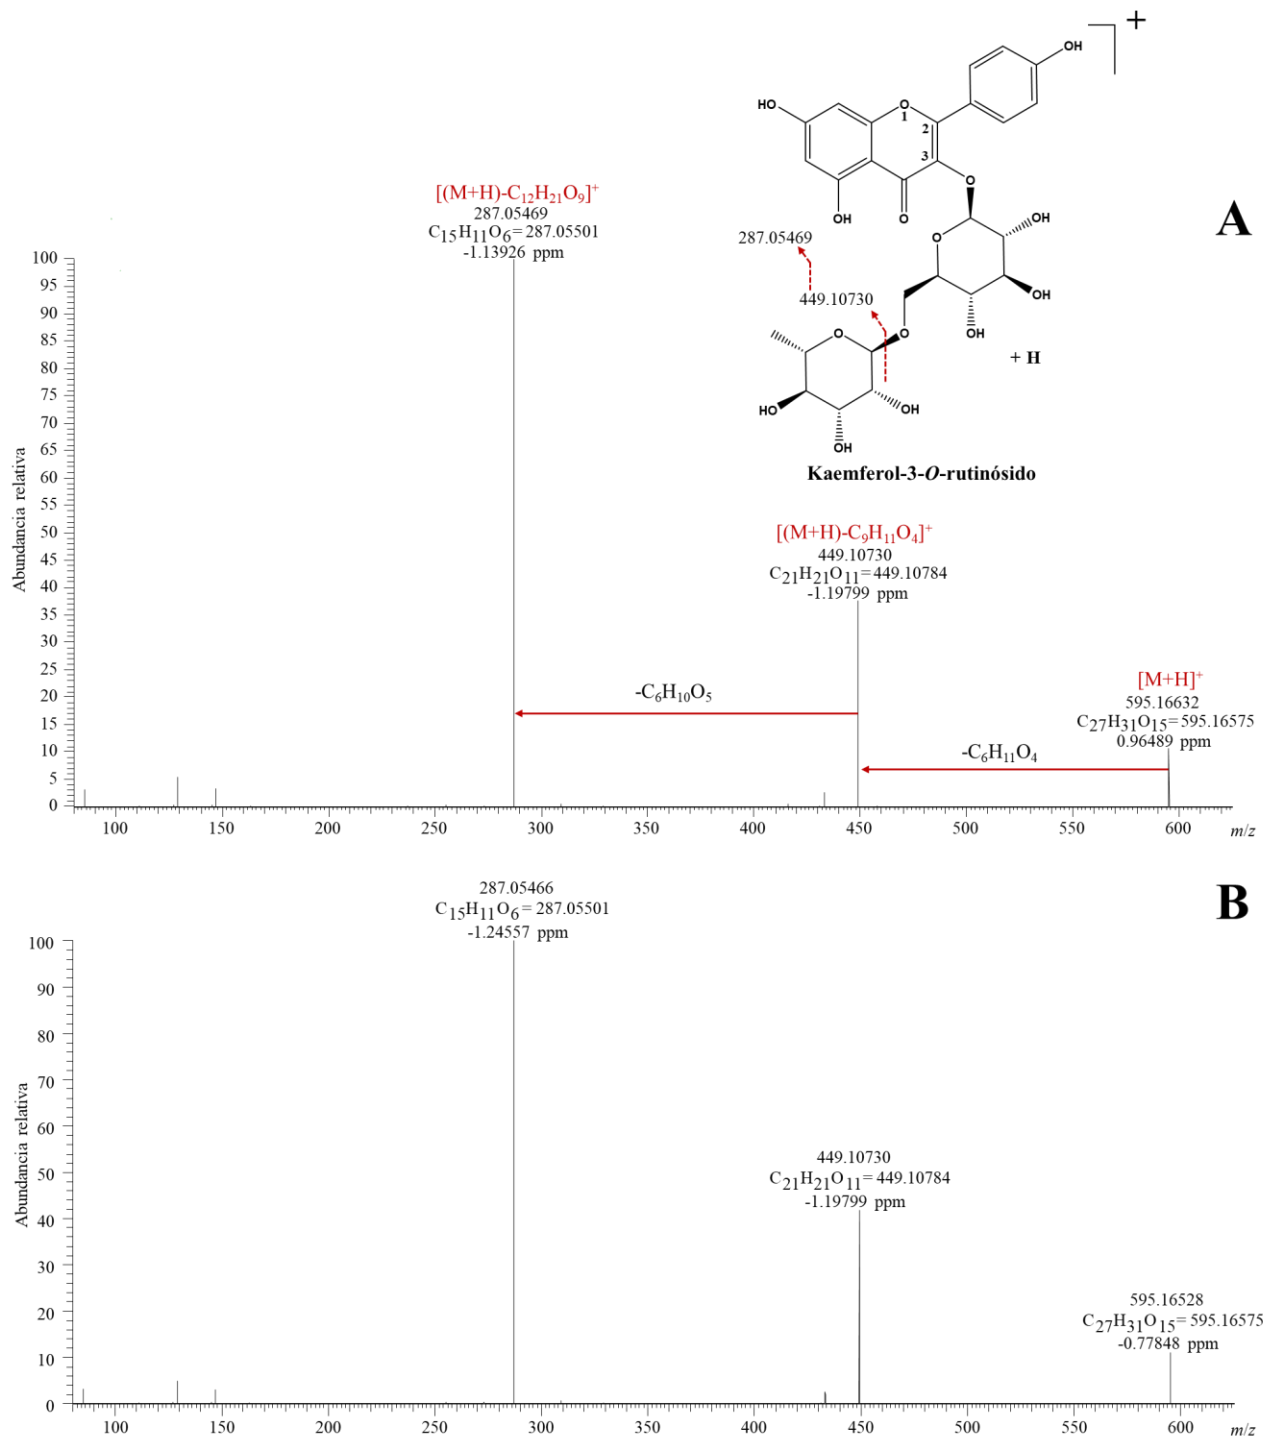 +
OH
HO
O
1
2
3
O
OH
O
A
[(M+H)-C₁₂H₂₁O₉]⁺
287.05469
C₁₅H₁₁O₆=287.05501
-1.13926 ppm
O
OH
OH
OH
287.05469
449.10730
O
O
HO
OH
OH
+ H
Kaemferol-3-O-rutinósido
[(M+H)-C₉H₁₁O₄]⁺
449.10730
C₂₁H₂₁O₁₁=449.10784
-1.19799 ppm
[M+H]⁺
595.16632
C₂₇H₃₁O₁₅=595.16575
0.96489 ppm
-C₆H₁₀O₅
-C₆H₁₁O₄
Abundancia relativa
100
95
90
85
80
75
70
65
60
55
50
45
40
35
30
25
20
15
10
5
0
100 150 200 250 300 350 400 450 500 550 600 m/z
B
287.05466
C₁₅H₁₁O₆=287.05501
-1.24557 ppm
449.10730
C₂₁H₂₁O₁₁=449.10784
-1.19799 ppm
595.16528
C₂₇H₃₁O₁₅=595.16575
-0.77848 ppm
Abundancia relativa
100
90
80
70
60
50
40
30
20
10
0
100 150 200 250 300 350 400 450 500 550 600 m/z